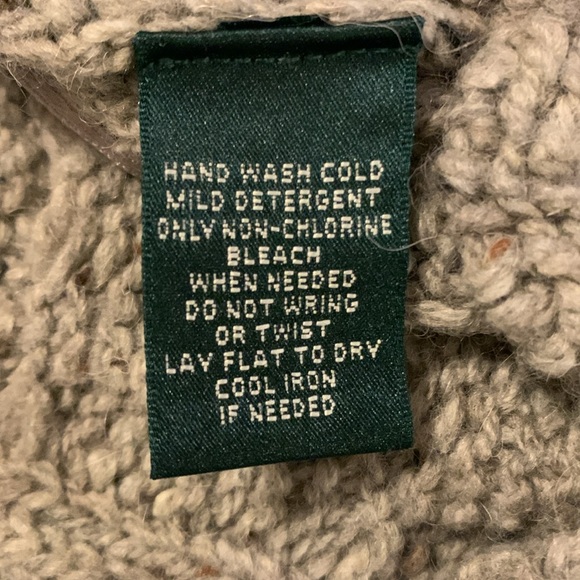 HAND WASH COLD
MILD DETERGENT
ONLY NON-CHLORINE
BLEACH
WHEN NEEDED
DO NOT WRING
OR TWIST
LAY FLAT TO DRY
COOL IRON
IF NEEDED